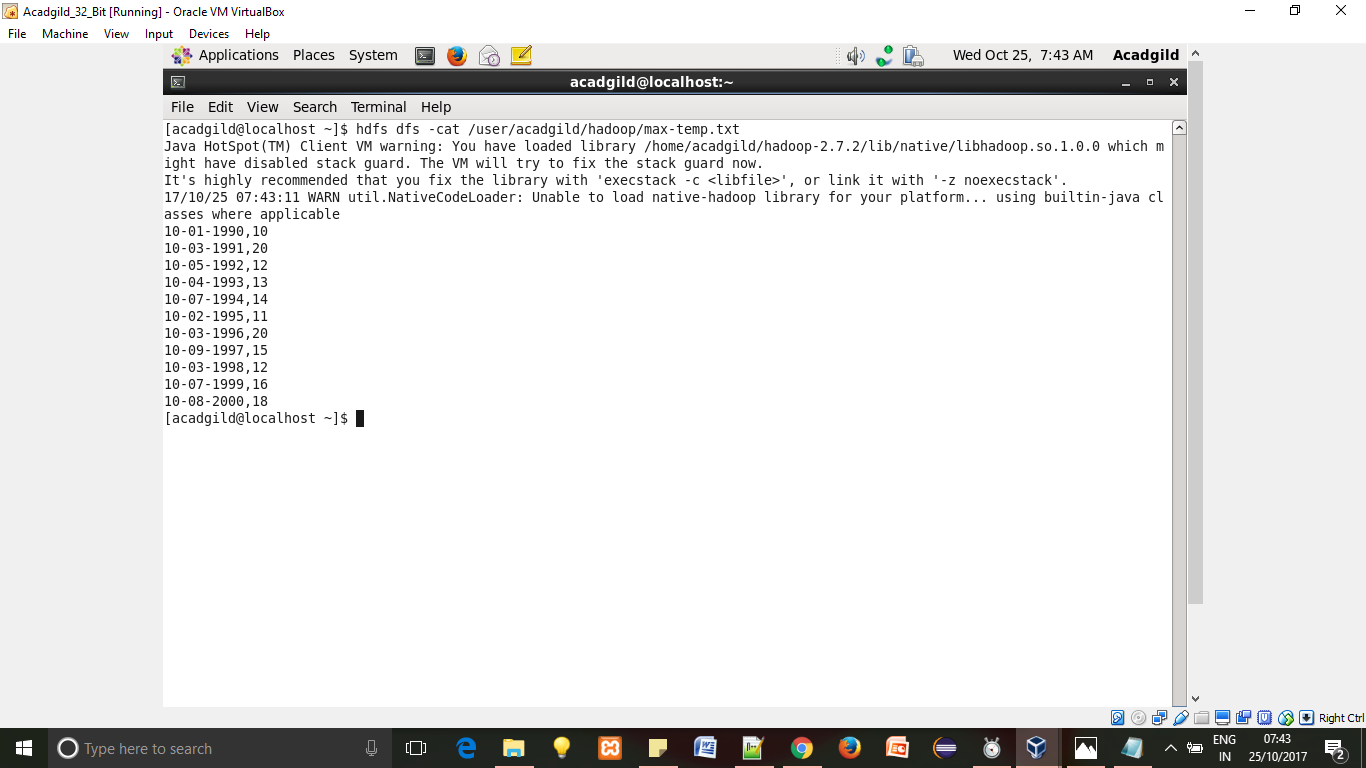 Acadgild_32_Bit [Running] - Oracle VM VirtualBox
File Machine View Input Devices Help
Applications Places System Wed Oct 25, 7:43 AM Acadgild
acadgild@localhost:~
File Edit View Search Terminal Help
[acadgild@localhost ~]$ hdfs dfs -cat /user/acadgild/hadoop/max-temp.txt
Java HotSpot(TM) Client VM warning: You have loaded library /home/acadgild/hadoop-2.7.2/lib/native/libhadoop.so.1.0.0 which m
ight have disabled stack guard. The VM will try to fix the stack guard now.
It's highly recommended that you fix the library with 'execstack -c <libfile>', or link it with '-z noexecstack'.
17/10/25 07:43:11 WARN util.NativeCodeLoader: Unable to load native-hadoop library for your platform... using builtin-java cl
asses where applicable
10-01-1990,10
10-03-1991,20
10-05-1992,12
10-04-1993,13
10-07-1994,14
10-02-1995,11
10-03-1996,20
10-09-1997,15
10-03-1998,12
10-07-1999,16
10-08-2000,18
[acadgild@localhost ~]$
Right Ctrl
Type here to search
ENG
IN
07:43
25/10/2017
2